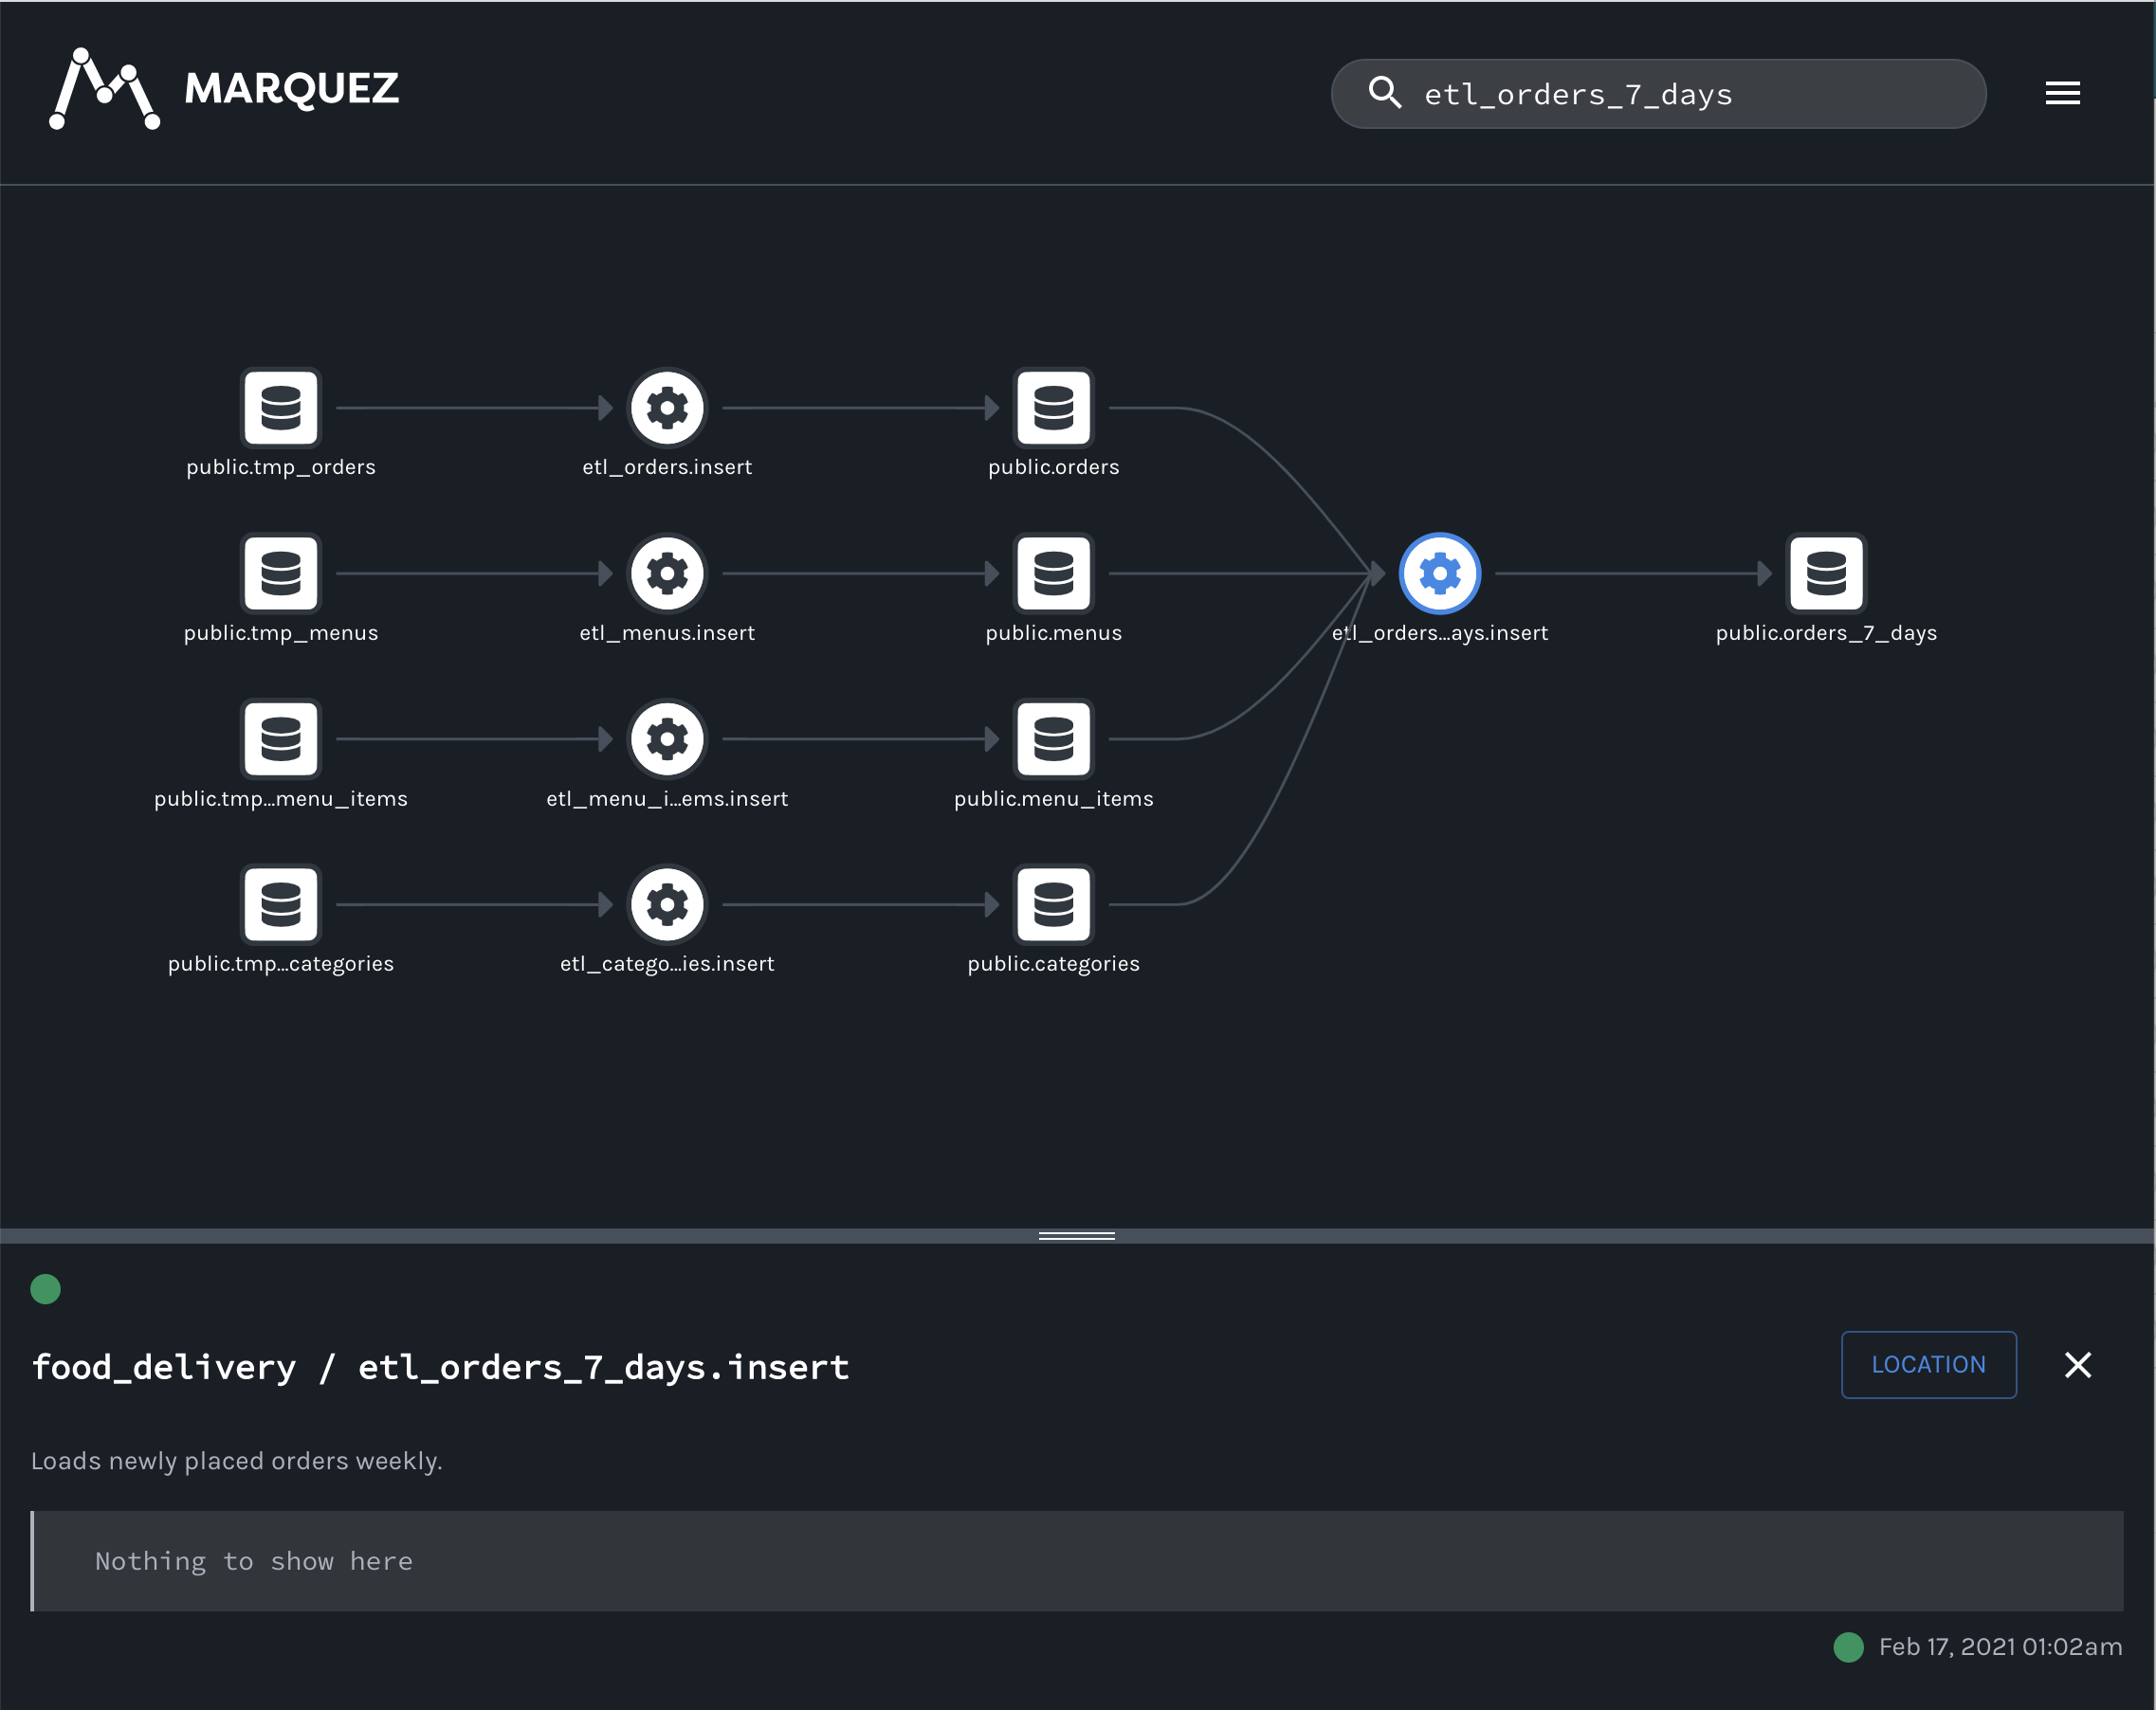 MARQUEZ
etl_orders_7_days
public.tmp_orders
etl_orders.insert
public.orders
public.tmp_menus
etl_menus.insert
public.menus
etl_orders...ays.insert
public.orders_7_days
public.tmp...menu_items
etl_menu_i...ems.insert
public.menu_items
public.tmp...categories
etl_catego...ies.insert
public.categories
food_delivery / etl_orders_7_days.insert
LOCATION
Loads newly placed orders weekly.
Nothing to show here
Feb 17, 2021 01:02am